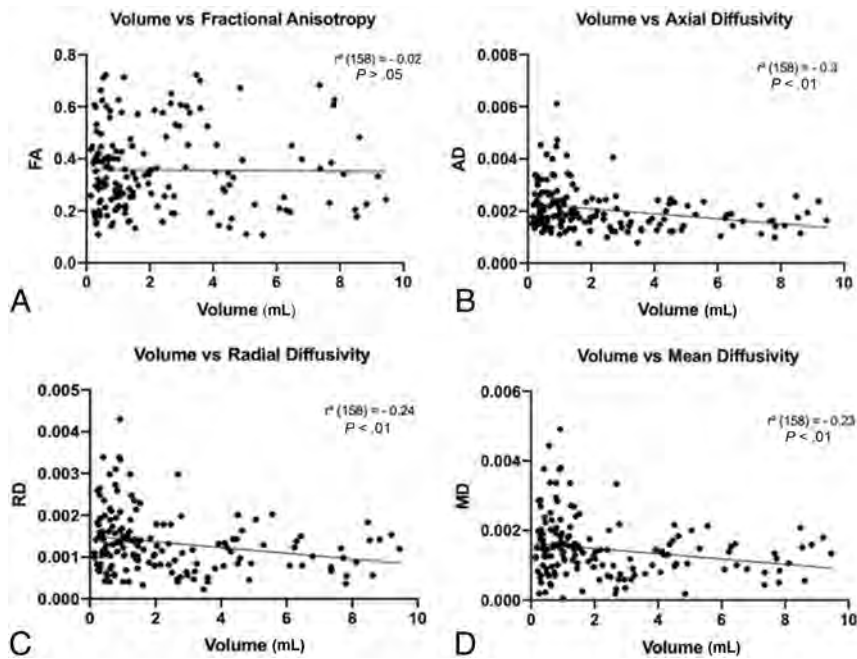 Volume vs Fractional Anisotropy
r² (158) = - 0.02
P > .05
0.8
0.6
0.4
0.2
0.0
FA
0 2 4 6 8 10
Volume (mL)
A
Volume vs Axial Diffusivity
r² (158) = - 0.3
P < .01
0.008
0.006
0.004
0.002
0.000
AD
0 2 4 6 8 10
Volume (mL)
B
Volume vs Radial Diffusivity
r² (158) = - 0.24
P < .01
0.005
0.004
0.003
0.002
0.001
0.000
RD
0 2 4 6 8 10
Volume (mL)
C
Volume vs Mean Diffusivity
r² (158) = - 0.23
P < .01
0.006
0.004
0.002
0.000
MD
0 2 4 6 8 10
Volume (mL)
D